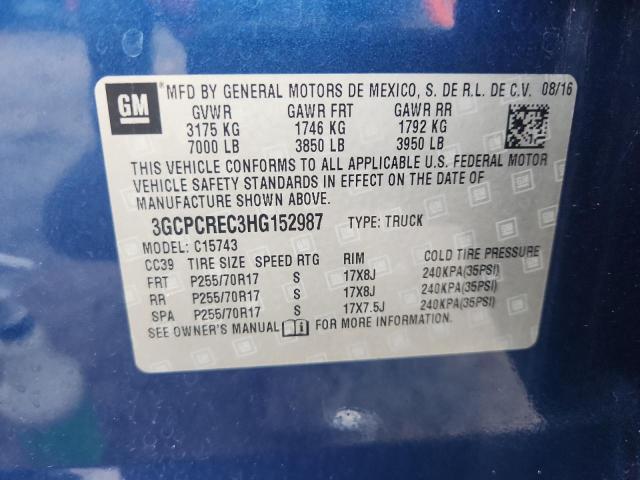 GM
*MFD BY GENERAL MOTORS DE MEXICO, S. DE R.L. DE C.V. 08/16
GVWR GAWR FRT GAWR RR
3175 KG 1746 KG 1792 KG
7000 LB 3850 LB 3950 LB
THIS VEHICLE CONFORMS TO ALL APPLICABLE U.S. FEDERAL MOTOR
VEHICLE SAFETY STANDARDS IN EFFECT ON THE DATE OF
MANUFACTURE SHOWN ABOVE.
3GCPCREC3HG152987 TYPE: TRUCK
MODEL: C15743
CC39 TIRE SIZE SPEED RTG RIM COLD TIRE PRESSURE
FRT P255/70R17 S 17X8J 240KPA(35PSI)
RR P255/70R17 S 17X8J 240KPA(35PSI)
SPA P255/70R17 S 17X7.5J 240KPA(35PSI)
SEE OWNER'S MANUAL FOR MORE INFORMATION.